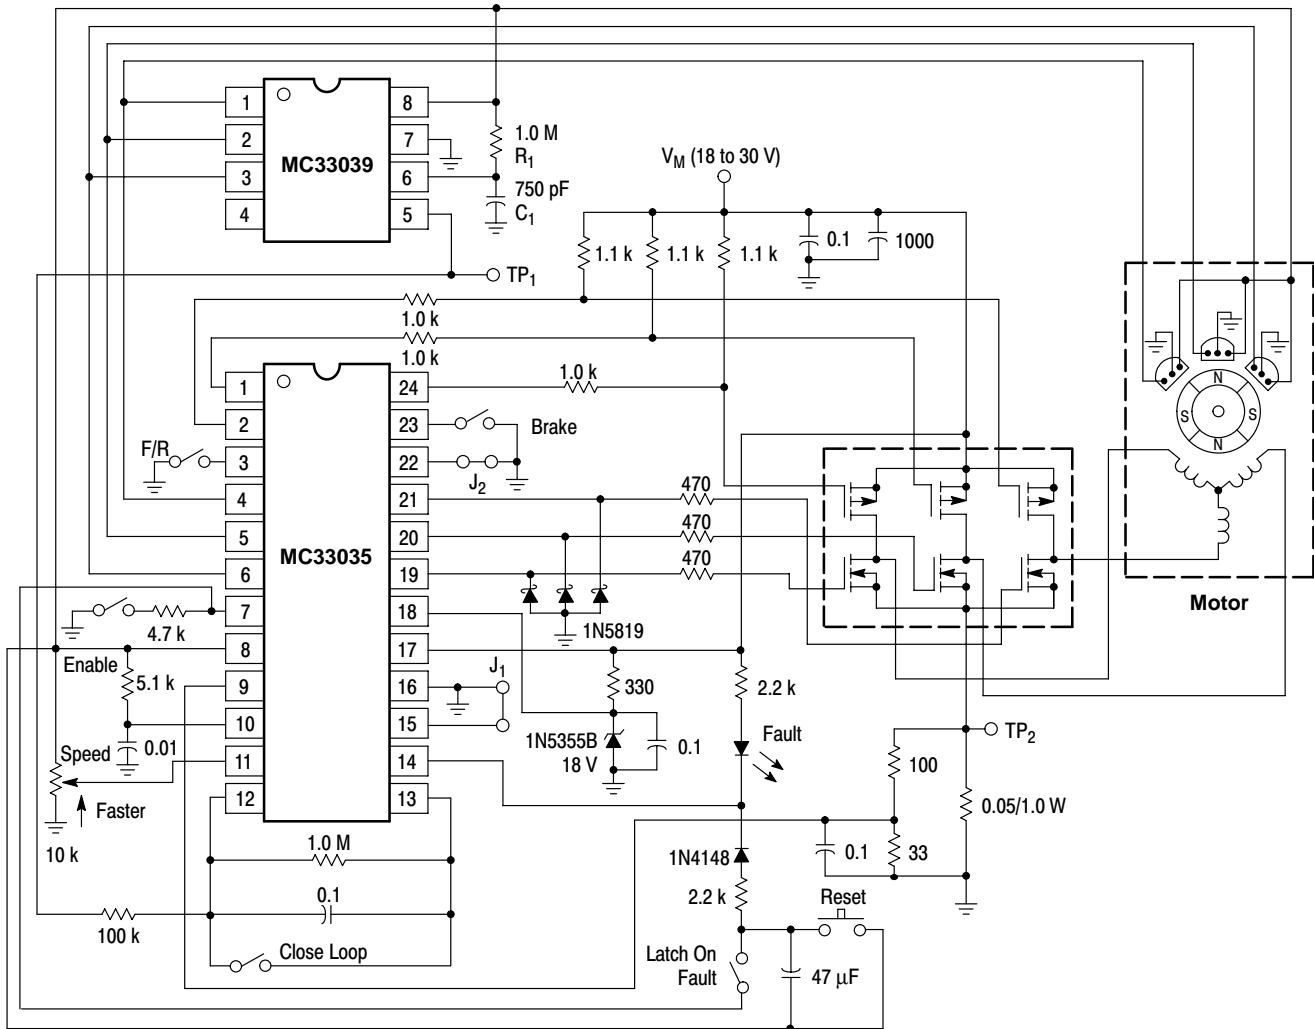 1
8
2
7
3
6
4
5
MC33039
1.0 M
R1
750 pF
C1
VM (18 to 30 V)
1.1 k
1.1 k
1.1 k
0.1
1000
TP1
1.0 k
1.0 k
1.0 k
1
24
2
23
3
22
4
21
5
20
6
19
7
18
8
17
9
16
10
15
11
14
12
13
MC33035
F/R
Brake
J2
470
470
470
N
S
S
N
Motor
4.7 k
Enable
1N5819
5.1 k
J1
330
2.2 k
0.01
1N5355B
18 V
0.1
Fault
TP2
Speed
Faster
10 k
100
0.05/1.0 W
0.1
33
1.0 M
1N4148
0.1
2.2 k
Reset
100 k
Close Loop
Latch On
Fault
47 μF